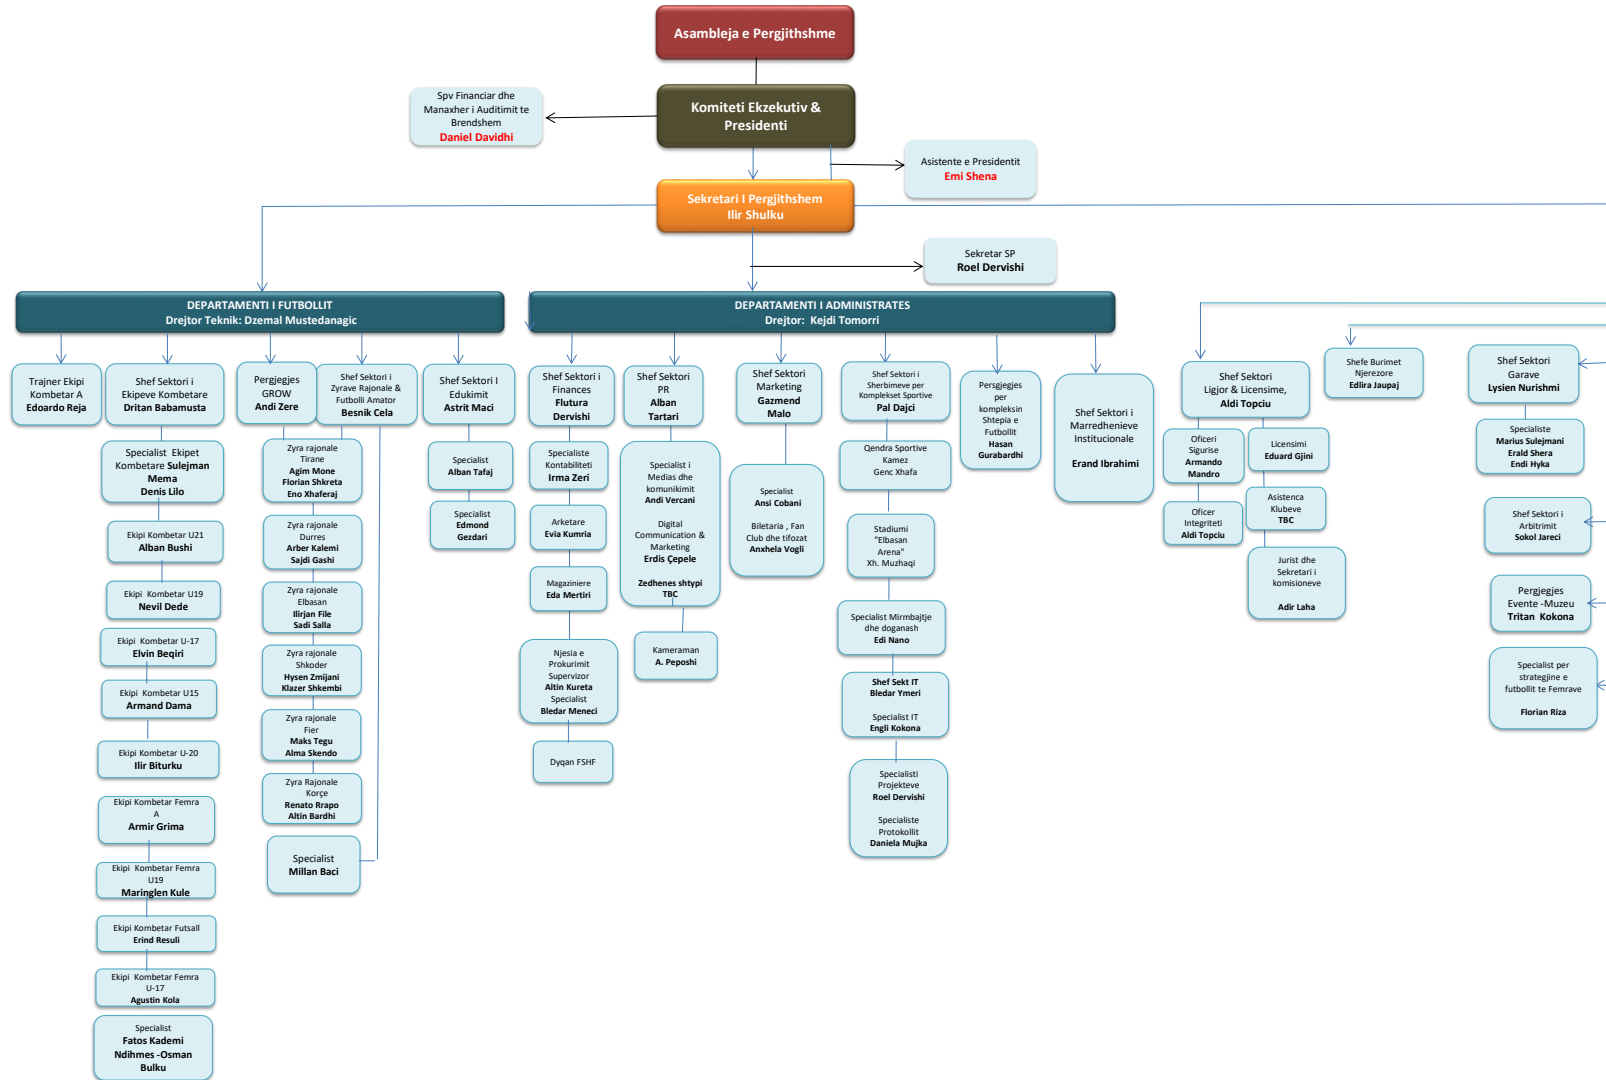 Asambleja e Pergjithshme
Komiteti Ekzekutiv &
Presidenti
Spv Financiar dhe
Manaxher i Auditimit te
Brendshem
Daniel Davidhi
Asistente e Presidentit
Emi Shena
Sekretari I Pergjithshem
Ilir Shulku
Sekretar SP
Roel Dervishi
DEPARTAMENTI I FUTBOLLIT
Drejtor Teknik: Dzemal Mustedanagic
DEPARTAMENTI I ADMINISTRATES
Drejtor: Kejdi Tomorri
Trajner Ekipi
Kombetar A
Edoardo Reja
Shef Sektori i
Ekipeve Kombetare
Dritan Babamusta
Specialist Ekipet
Kombetare Sulejman
Mema
Denis Lilo
Ekipi Kombetar U21
Alban Bushi
Ekipi Kombetar U19
Nevil Dede
Ekipi Kombetar U-17
Elvin Beqiri
Ekipi Kombetar U15
Armand Dama
Ekipi Kombetar U-20
Ilir Biturku
Ekipi Kombetar Femra
A
Armir Grima
Ekipi Kombetar Femra
U19
Maringlen Kule
Ekipi Kombetar Futsall
Erind Resuli
Ekipi Kombetar Femra
U-17
Agustin Kola
Specialist
Fatos Kademi
Ndihmes -Osman
Bulku
Pergjegjes
GROW
Andi Zere
Shef Sektori i
Zyrave Rajonale &
Futbolli Amator
Besnik Cela
Zyra rajonale
Tirane
Agim Mone
Florian Shkreta
Eno Xhaferaj
Zyra rajonale
Durres
Arber Kalemi
Sajdi Gashi
Zyra rajonale
Elbasan
Ilirjan File
Sadi Salla
Zyra rajonale
Shkoder
Hysen Zmijani
Klazer Shkembi
Zyra rajonale
Fier
Maks Tegu
Alma Skendo
Zyra Rajonale
Korçe
Renato Rrapo
Altin Bardhi
Specialist
Millan Baci
Shef Sektori I
Edukimit
Astrit Maci
Specialist
Alban Tafaj
Specialist
Edmond
Gezdari
Shef Sektori i
Finances
Flutura
Dervishi
Specialiste
Kontabiliteti
Irma Zeri
Arketare
Evia Kumria
Magaziniere
Eda Mertiri
Njesia e
Prokurimit
Supervizor
Altin Kureta
Specialist
Bledar Meneci
Dyqan FSHF
Shef Sektori
PR
Alban
Tartari
Specialist i
Medias dhe
komunikimit
Andi Vercani
Digital
Communication &
Marketing
Erdis Çepele
Zedhenes shtypi
TBC
Kameraman
A. Peposhi
Shef Sektori
Marketing
Gazmend
Malo
Specialist
Ansi Cobani
Biletaria , Fan
Club dhe tifozat
Anxhela Vogli
Shef Sektori i
Sherbimeve per
Komplekset Sportive
Pal Dajci
Qendra Sportive
Kamez
Genc Xhafa
Stadiumi
"Elbasan
Arena"
Xh. Muzhaqi
Specialist Mirmbajtje
dhe doganash
Edi Nano
Shef Sekt IT
Bledar Ymeri
Specialist IT
Engli Kokona
Specialisti
Projekteve
Roel Dervishi
Specialiste
Protokollit
Daniela Mujka
Persgjegjes
per
kompleksin
Shtepia e
Futbollit
Hasan
Gurabardhi
Shef Sektori i
Marredhenieve
Institucionale
Erand Ibrahimi
Shef Sektori
Ligjor & Licensime,
Aldi Topciu
Oficeri
Sigurise
Armando
Mandro
Oficer
Integriteti
Aldi Topciu
Licensimi
Eduard Gjini
Asistenca
Klubeve
TBC
Jurist dhe
Sekretari i
komisioneve
Adir Laha
Shefe Burimet
Njerezore
Edlira Jaupaj
Shef Sektori
Garave
Lysien Nurishmi
Specialiste
Marius Sulejmani
Erald Shera
Endi Hyka
Shef Sektori i
Arbitrimit
Sokol Jareci
Pergjegjes
Evente -Muzeu
Tritan Kokona
Specialist per
strategjine e
futbollit te Femrave
Florian Riza